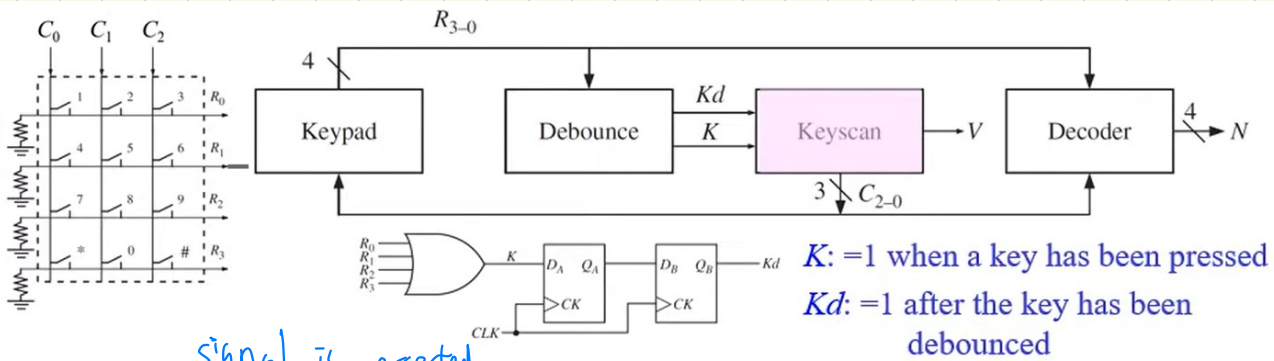 R3–0
C0 C1 C2
1 2 3 R0
4 5 6 R1
7 8 9 R2
* 0 # R3
4
Keypad
Debounce
Kd
K
Keyscan
V
3 C2–0
Decoder
4
N
R0
R1
R2
R3
K
DA QA
CK
DB QB
CK
Kd
CLK
K: =1 when a key has been pressed
Kd: =1 after the key has been
debounced
signal is